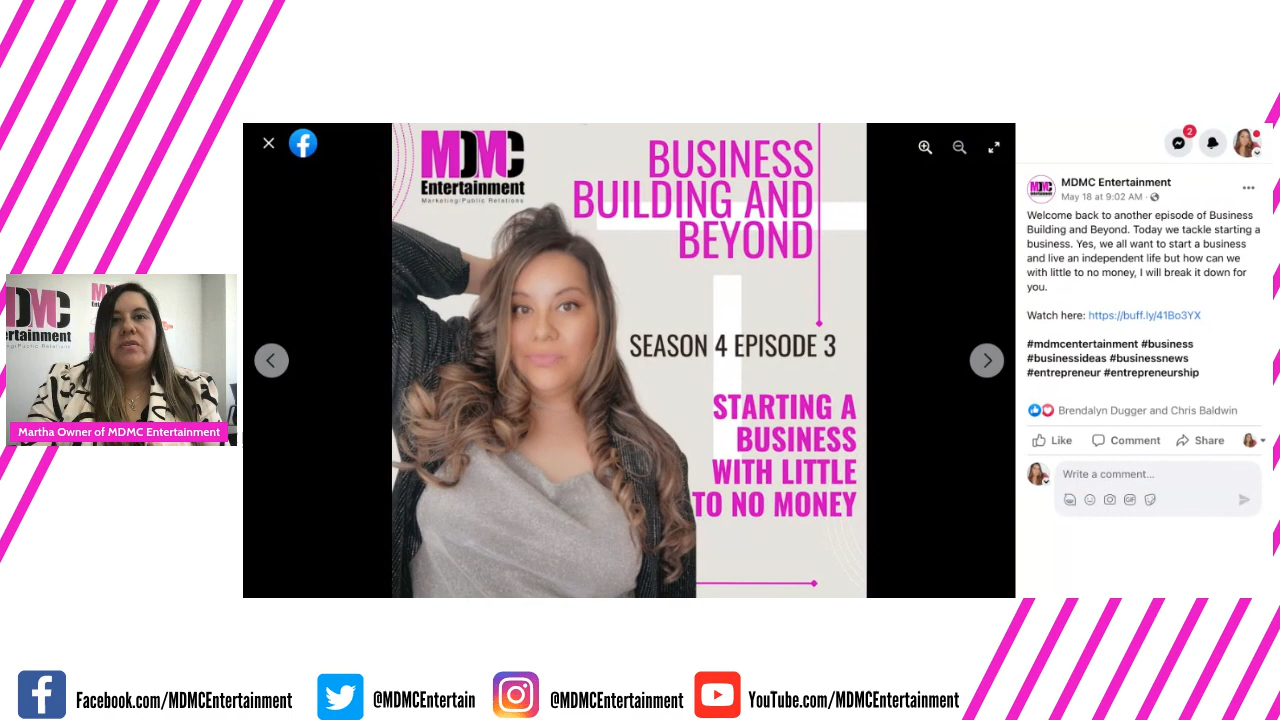 MDMC
Entertainment
Marketing/Public Relations
BUSINESS
BUILDING AND
BEYOND
SEASON 4 EPISODE 3
STARTING A
BUSINESS
WITH LITTLE
TO NO MONEY
2
MDMC Entertainment
May 18 at 9:02 AM ·
Welcome back to another episode of Business
Building and Beyond. Today we tackle starting a
business. Yes, we all want to start a business
and live an independent life but how can we
with little to no money, I will break it down for
you.
Watch here: https://buff.ly/41Bo3YX
#mdmcentertainment #business
#businessideas #businessnews
#entrepreneur #entrepreneurship
Brendalyn Dugger and Chris Baldwin
Like Comment Share
Write a comment...
GIF
MDMC
ertainment
Martha Owner of MDMC Entertainment
Facebook.com/MDMCEntertainment
@MDMCEntertain
@MDMCEntertainment
YouTube.com/MDMCEntertainment